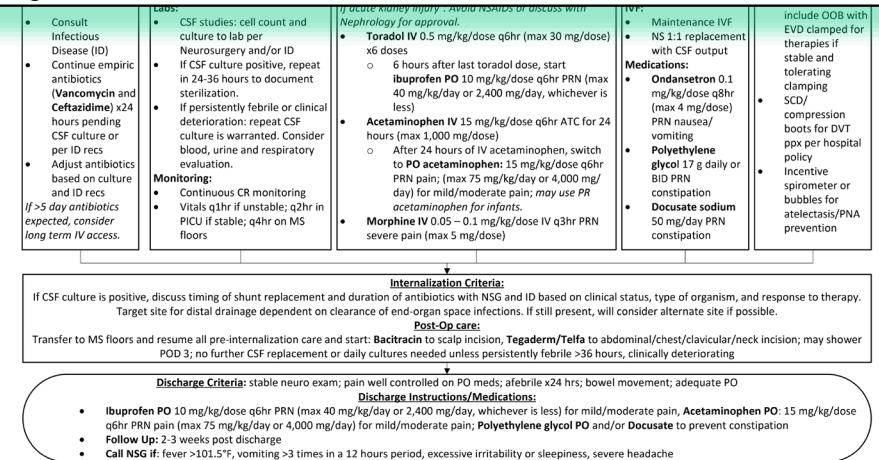 • Consult
Infectious
Disease (ID)
• Continue empiric
antibiotics
(Vancomycin and
Ceftazidime) x24
hours pending
CSF culture or
per ID recs
• Adjust antibiotics
based on culture
and ID recs
If >5 day antibiotics
expected, consider
long term IV access.
Labs:
• CSF studies: cell count and
culture to lab per
Neurosurgery and/or ID
• If CSF culture positive, repeat
in 24-36 hours to document
sterilization.
• If persistently febrile or clinical
deterioration: repeat CSF
culture is warranted. Consider
blood, urine and respiratory
evaluation.
Monitoring:
• Continuous CR monitoring
• Vitals q1hr if unstable; q2hr in
PICU if stable; q4hr on MS
floors
if acute kidney injury . Avoid NSAIDs or discuss with
Nephrology for approval.
• Toradol IV 0.5 mg/kg/dose q6hr (max 30 mg/dose)
x6 doses
o 6 hours after last toradol dose, start
ibuprofen PO 10 mg/kg/dose q6hr PRN (max
40 mg/kg/day or 2,400 mg/day, whichever is
less)
• Acetaminophen IV 15 mg/kg/dose q6hr ATC for 24
hours (max 1,000 mg/dose)
o After 24 hours of IV acetaminophen, switch
to PO acetaminophen: 15 mg/kg/dose q6hr
PRN pain; (max 75 mg/kg/day or 4,000 mg/
day) for mild/moderate pain; may use PR
acetaminophen for infants.
• Morphine IV 0.05 – 0.1 mg/kg/dose IV q3hr PRN
severe pain (max 5 mg/dose)
IVF:
• Maintenance IVF
• NS 1:1 replacement
with CSF output
Medications:
• Ondansetron 0.1
mg/kg/dose q8hr
(max 4 mg/dose)
PRN nausea/
vomiting
• Polyethylene
glycol 17 g daily or
BID PRN
constipation
• Docusate sodium
50 mg/day PRN
constipation
include OOB with
EVD clamped for
therapies if
stable and
tolerating
clamping
• SCD/
compression
boots for DVT
ppx per hospital
policy
• Incentive
spirometer or
bubbles for
atelectasis/PNA
prevention
Internalization Criteria:
If CSF culture is positive, discuss timing of shunt replacement and duration of antibiotics with NSG and ID based on clinical status, type of organism, and response to therapy.
Target site for distal drainage dependent on clearance of end-organ space infections. If still present, will consider alternate site if possible.
Post-Op care:
Transfer to MS floors and resume all pre-internalization care and start: Bacitracin to scalp incision, Tegaderm/Telfa to abdominal/chest/clavicular/neck incision; may shower
POD 3; no further CSF replacement or daily cultures needed unless persistently febrile >36 hours, clinically deteriorating
Discharge Criteria: stable neuro exam; pain well controlled on PO meds; afebrile x24 hrs; bowel movement; adequate PO
Discharge Instructions/Medications:
• Ibuprofen PO 10 mg/kg/dose q6hr PRN (max 40 mg/kg/day or 2,400 mg/day, whichever is less) for mild/moderate pain, Acetaminophen PO: 15 mg/kg/dose
q6hr PRN pain (max 75 mg/kg/day or 4,000 mg/day) for mild/moderate pain; Polyethylene glycol PO and/or Docusate to prevent constipation
• Follow Up: 2-3 weeks post discharge
• Call NSG if: fever >101.5°F, vomiting >3 times in a 12 hours period, excessive irritability or sleepiness, severe headache